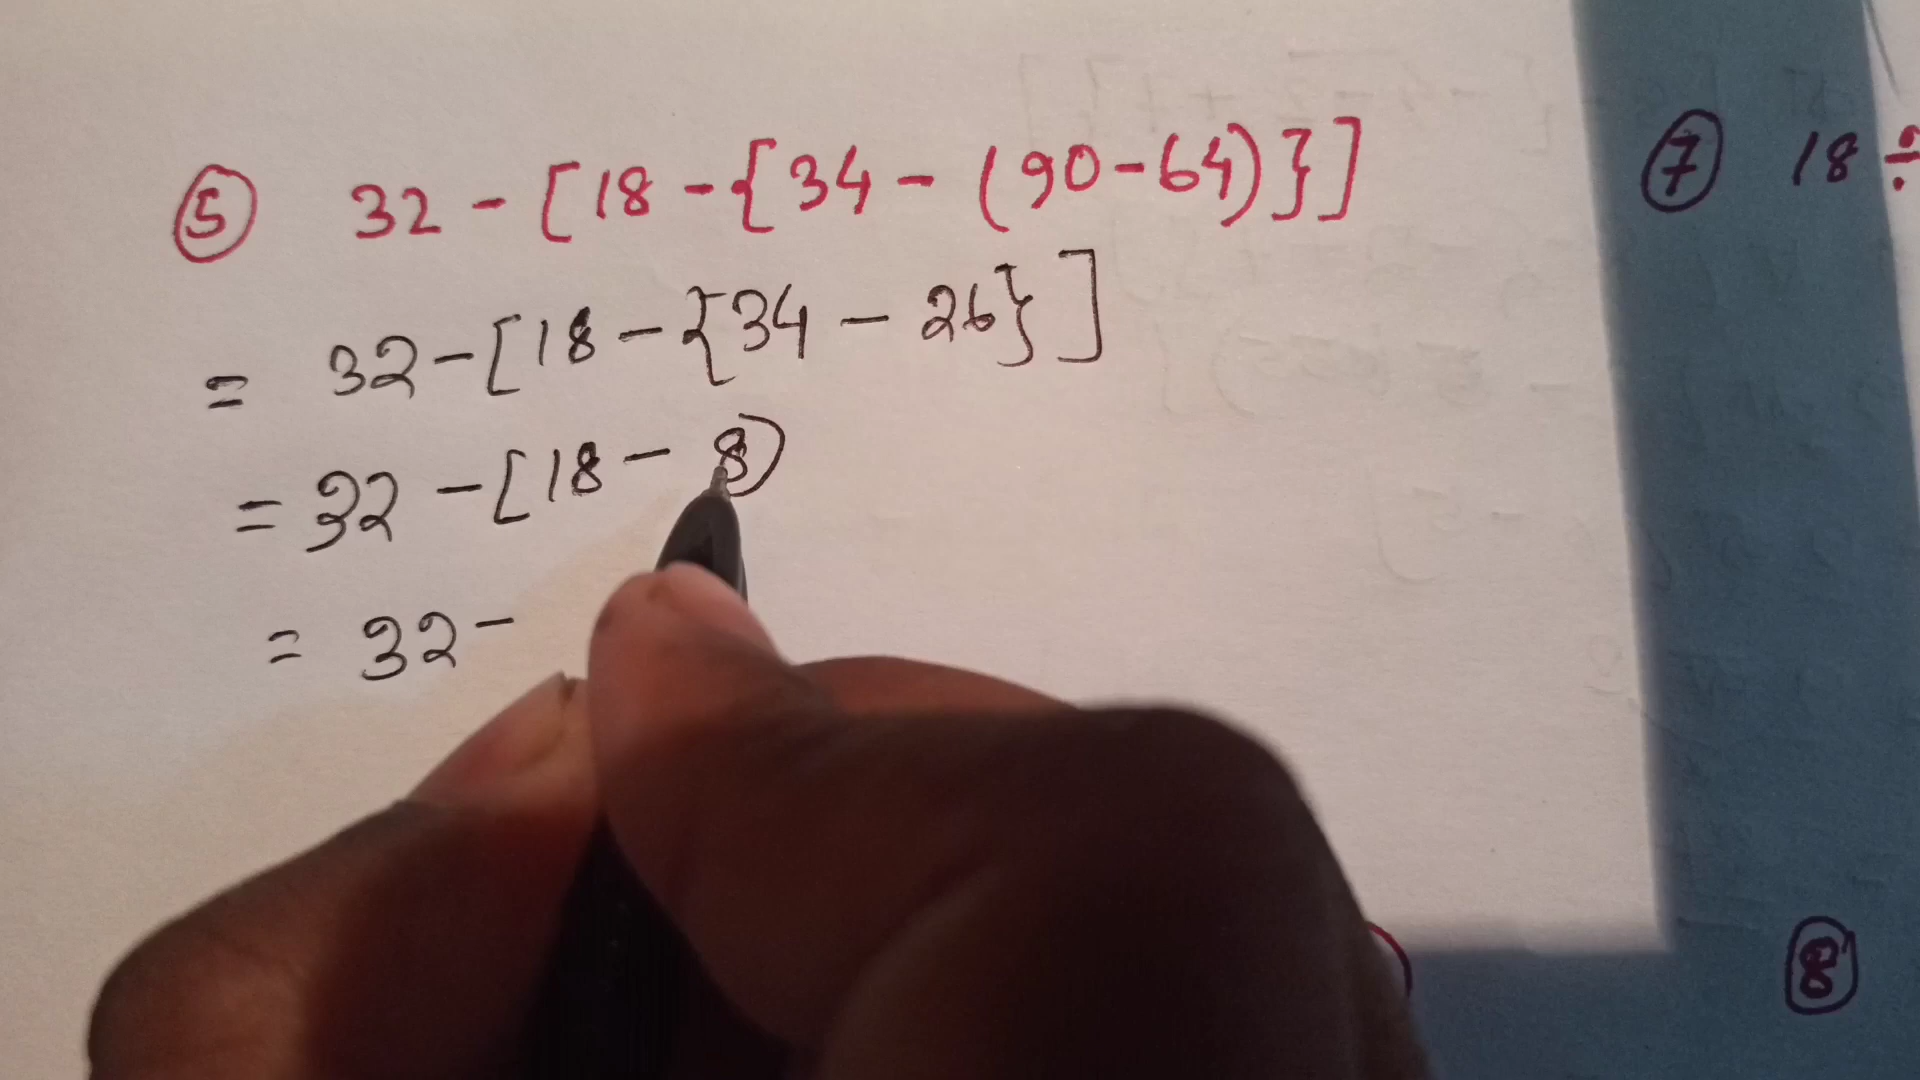 ⑤ 32 - [18 - {34 - (90-64)}]
= 32 - [18 - {34 - 26}]
= 32 - [18 - 8)
= 32 -
⑦ 18 ÷
⑧